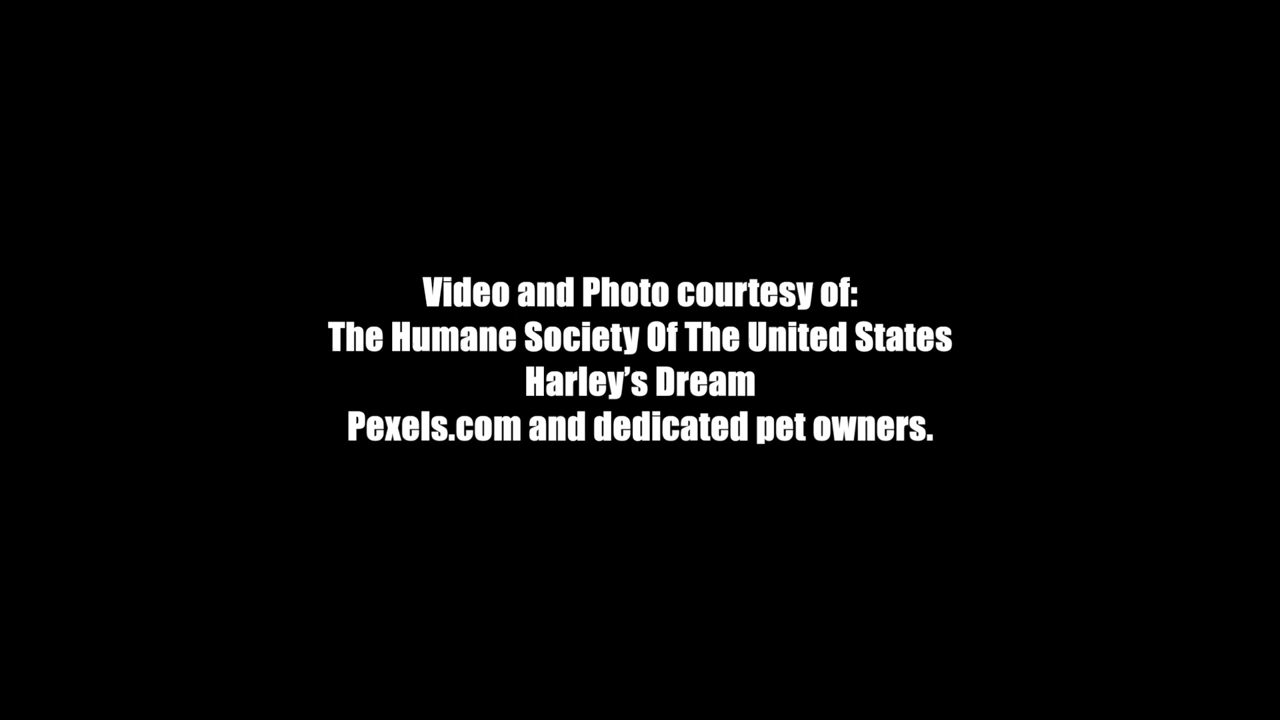 Video and Photo courtesy of:
The Humane Society Of The United States
Harley’s Dream
Pexels.com and dedicated pet owners.